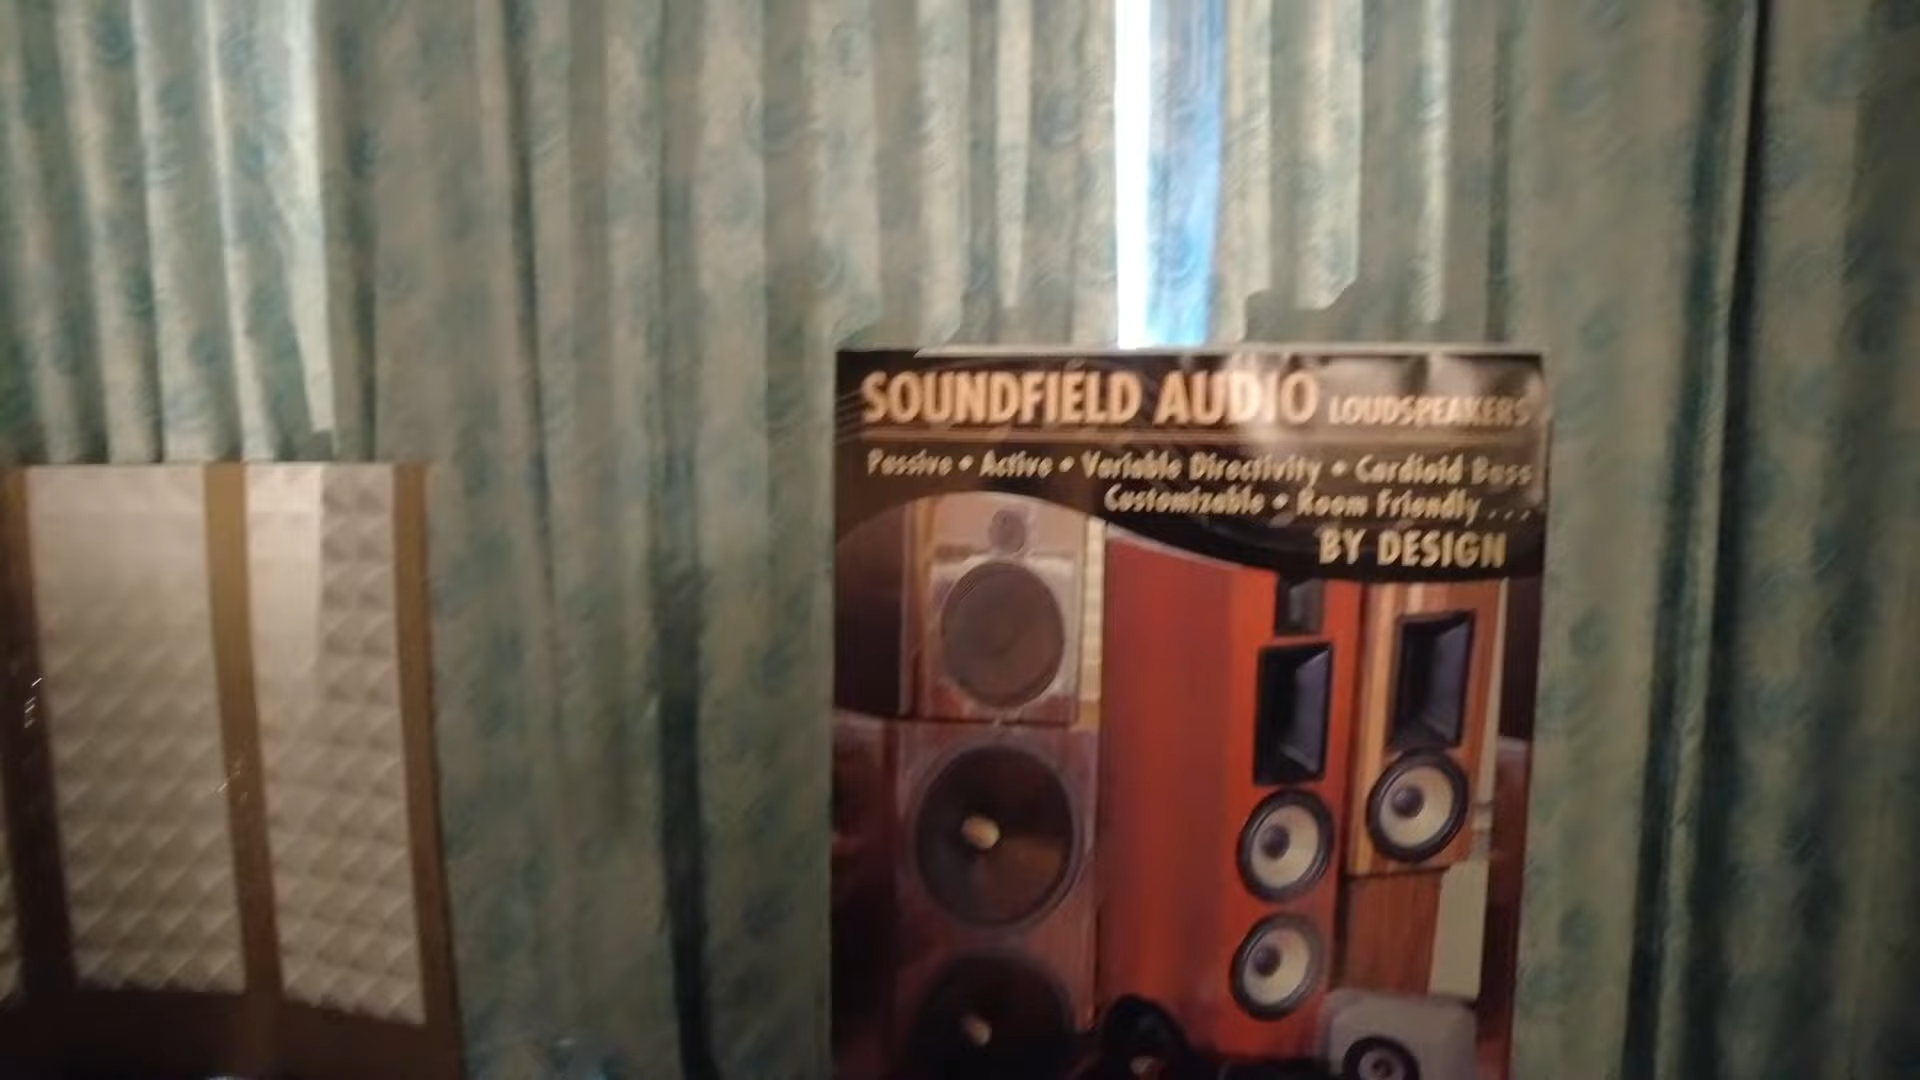 SOUNDFIELD AUDIO LOUDSPEAKERS
Passive • Active • Variable Directivity • Cardioid Bass
Customizable • Room Friendly . . .
BY DESIGN